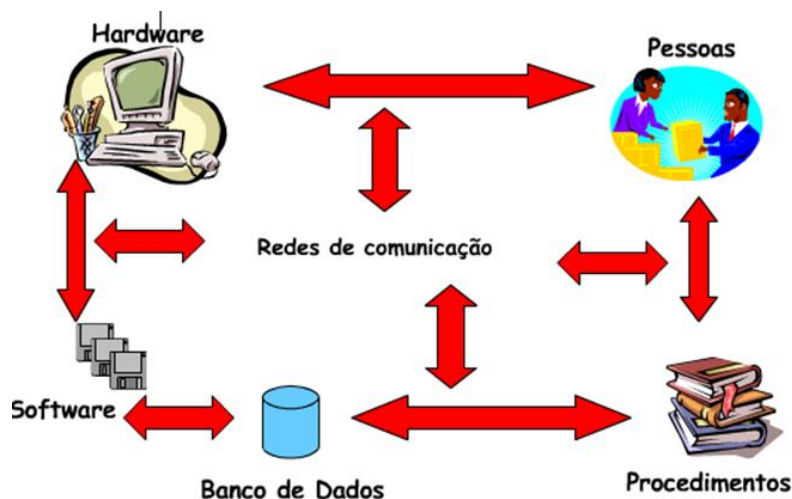 Hardware
Pessoas
Redes de comunicação
Software
Banco de Dados
Procedimentos